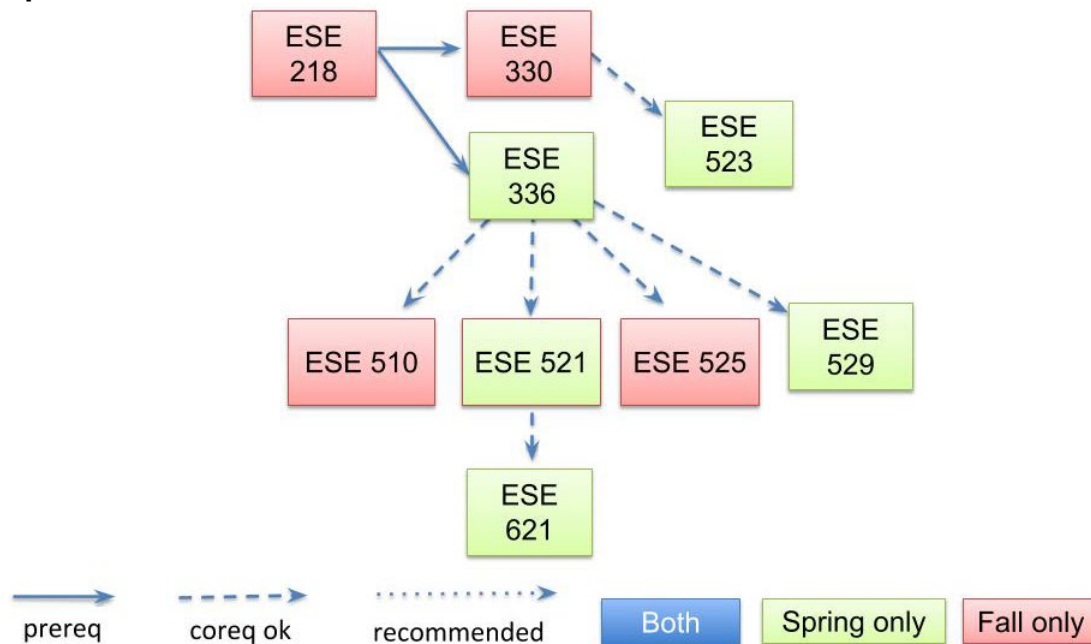 ESE
218
ESE
330
ESE
523
ESE
336
ESE 510
ESE 521
ESE 525
ESE
529
ESE
621
prereq
coreq ok
recommended
Both
Spring only
Fall only